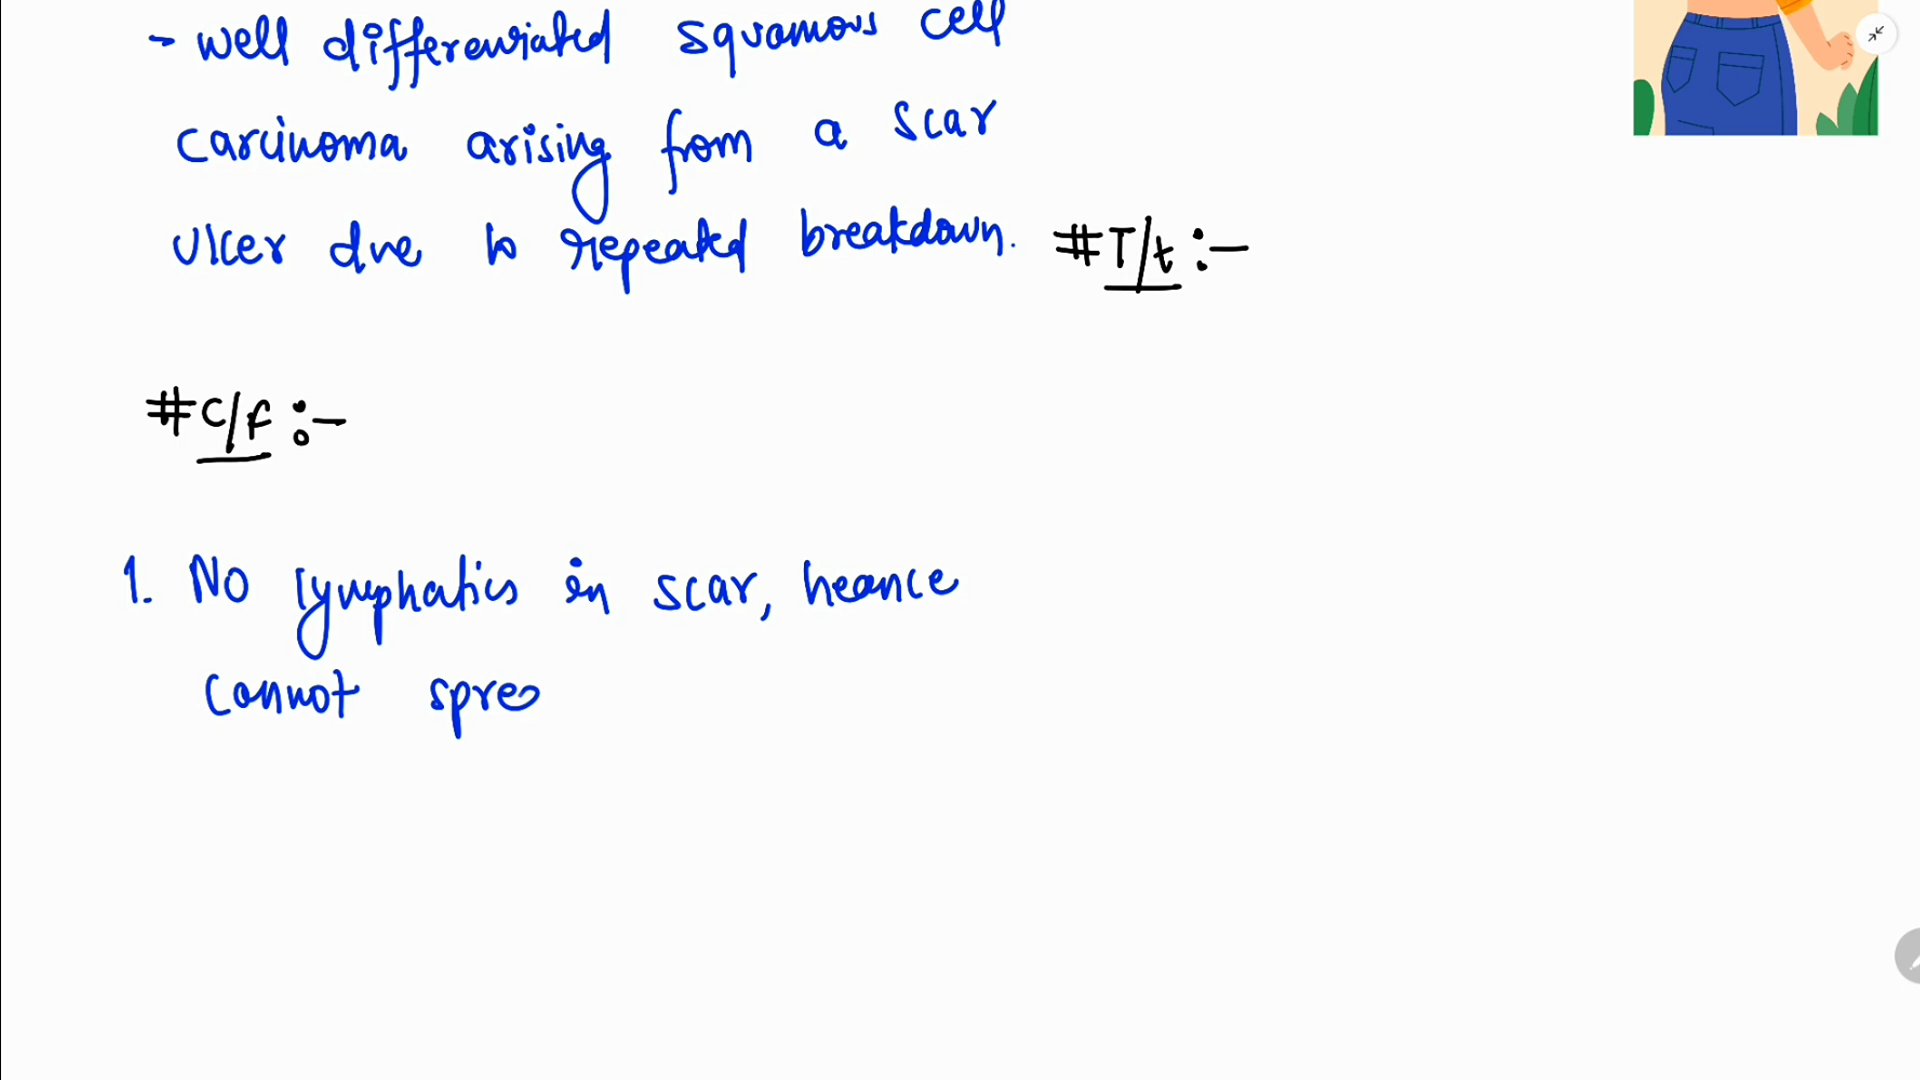 - well differentiated squamous cell
carcinoma arising from a scar
ulcer due to repeated breakdown.
#T/t :-
#C/f :-
1. No lymphatics in scar, heance
cannot sprea